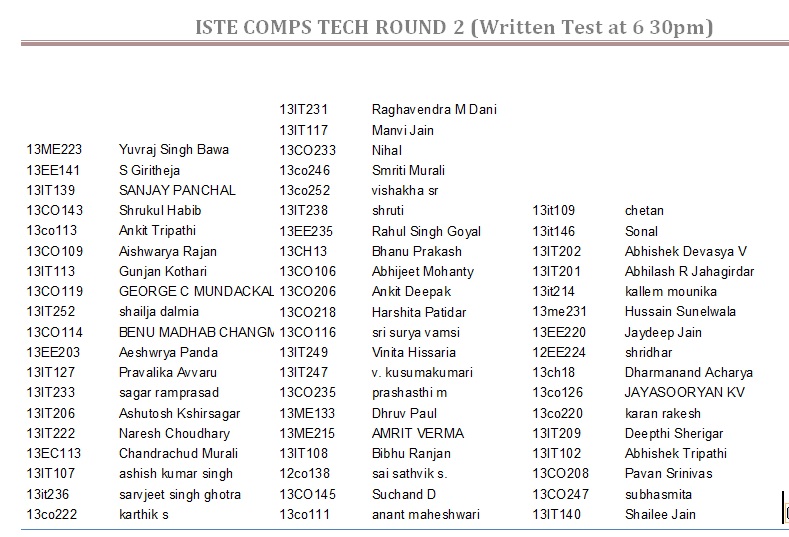 ISTE COMPS TECH ROUND 2 (Written Test at 6 30pm)
13IT231 Raghavendra M Dani
13IT117 Manvi Jain
13ME223 Yuvraj Singh Bawa 13CO233 Nihal
13EE141 S Giritheja 13co246 Smriti Murali
13IT139 SANJAY PANCHAL 13co252 vishakha sr
13CO143 Shrukul Habib 13IT238 shruti 13it109 chetan
13co113 Ankit Tripathi 13EE235 Rahul Singh Goyal 13it146 Sonal
13CO109 Aishwarya Rajan 13CH13 Bhanu Prakash 13IT202 Abhishek Devasya V
13IT113 Gunjan Kothari 13CO106 Abhijeet Mohanty 13IT201 Abhilash R Jahagirdar
13CO119 GEORGE C MUNDACKAL 13CO206 Ankit Deepak 13it214 kallem mounika
13IT252 shailja dalmia 13CO218 Harshita Patidar 13me231 Hussain Sunelwala
13CO114 BENU MADHAB CHANGM 13CO116 sri surya vamsi 13EE220 Jaydeep Jain
13EE203 Aeshwrya Panda 13IT249 Vinita Hissaria 12EE224 shridhar
13IT127 Pravalika Avvaru 13IT247 v. kusumakumari 13ch18 Dharmanand Acharya
13IT233 sagar ramprasad 13CO235 prashasthi m 13co126 JAYASOORYAN KV
13IT206 Ashutosh Kshirsagar 13ME133 Dhruv Paul 13co220 karan rakesh
13IT222 Naresh Choudhary 13ME215 AMRIT VERMA 13IT209 Deepthi Sherigar
13EC113 Chandrachud Murali 13IT108 Bibhu Ranjan 13IT102 Abhishek Tripathi
13IT107 ashish kumar singh 12co138 sai sathvik s. 13CO208 Pavan Srinivas
13it236 sarvjeet singh ghotra 13CO145 Suchand D 13CO247 subhasmita
13co222 karthik s 13co111 anant maheshwari 13IT140 Shailee Jain